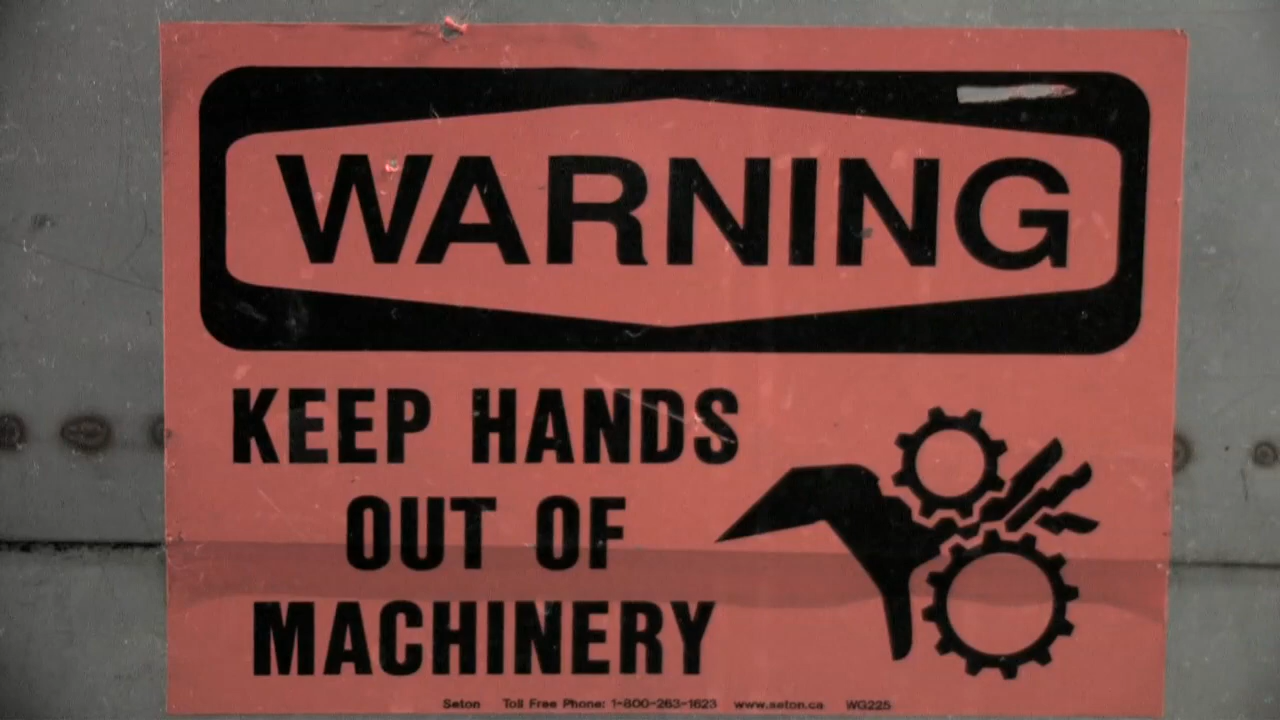 WARNING
KEEP HANDS
OUT OF
MACHINERY
Seton Toll Free Phone: 1-800-263-1623 www.seton.ca WG225